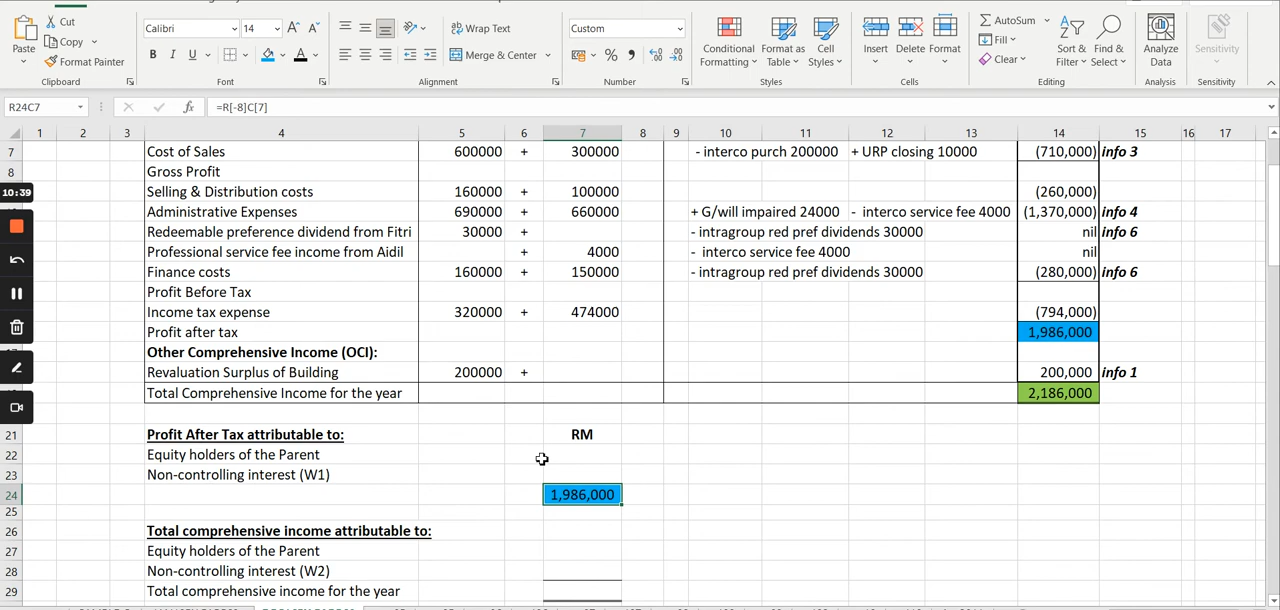 Cut
Copy
Format Painter
Paste
Clipboard
Calibri 14 A A
B I U A
Font
Wrap Text
Merge & Center
Alignment
Custom
% ,
Number
Conditional Formatting
Format as Table
Cell Styles
Styles
Insert Delete Format
Cells
AutoSum
Fill
Clear
Sort & Filter
Find & Select
Editing
Analyze Data
Analysis
Sensitivity
Sensitivity
R24C7 fx =R[-8]C[7]
1 2 3 4 5 6 7 8 9 10 11 12 13 14 15 16 17
7 Cost of Sales 600000 + 300000 - interco purch 200000 + URP closing 10000 (710,000) info 3
8 Gross Profit
Selling & Distribution costs 160000 + 100000 (260,000)
Administrative Expenses 690000 + 660000 + G/will impaired 24000 - interco service fee 4000 (1,370,000) info 4
Redeemable preference dividend from Fitri 30000 + - intragroup red pref dividends 30000 nil info 6
Professional service fee income from Aidil + 4000 - interco service fee 4000 nil
Finance costs 160000 + 150000 - intragroup red pref dividends 30000 (280,000) info 6
Profit Before Tax
Income tax expense 320000 + 474000 (794,000)
Profit after tax 1,986,000
Other Comprehensive Income (OCI):
Revaluation Surplus of Building 200000 + 200,000 info 1
Total Comprehensive Income for the year 2,186,000
21 Profit After Tax attributable to: RM
22 Equity holders of the Parent
23 Non-controlling interest (W1)
24 1,986,000
25
26 Total comprehensive income attributable to:
27 Equity holders of the Parent
28 Non-controlling interest (W2)
29 Total comprehensive income for the year
10:39